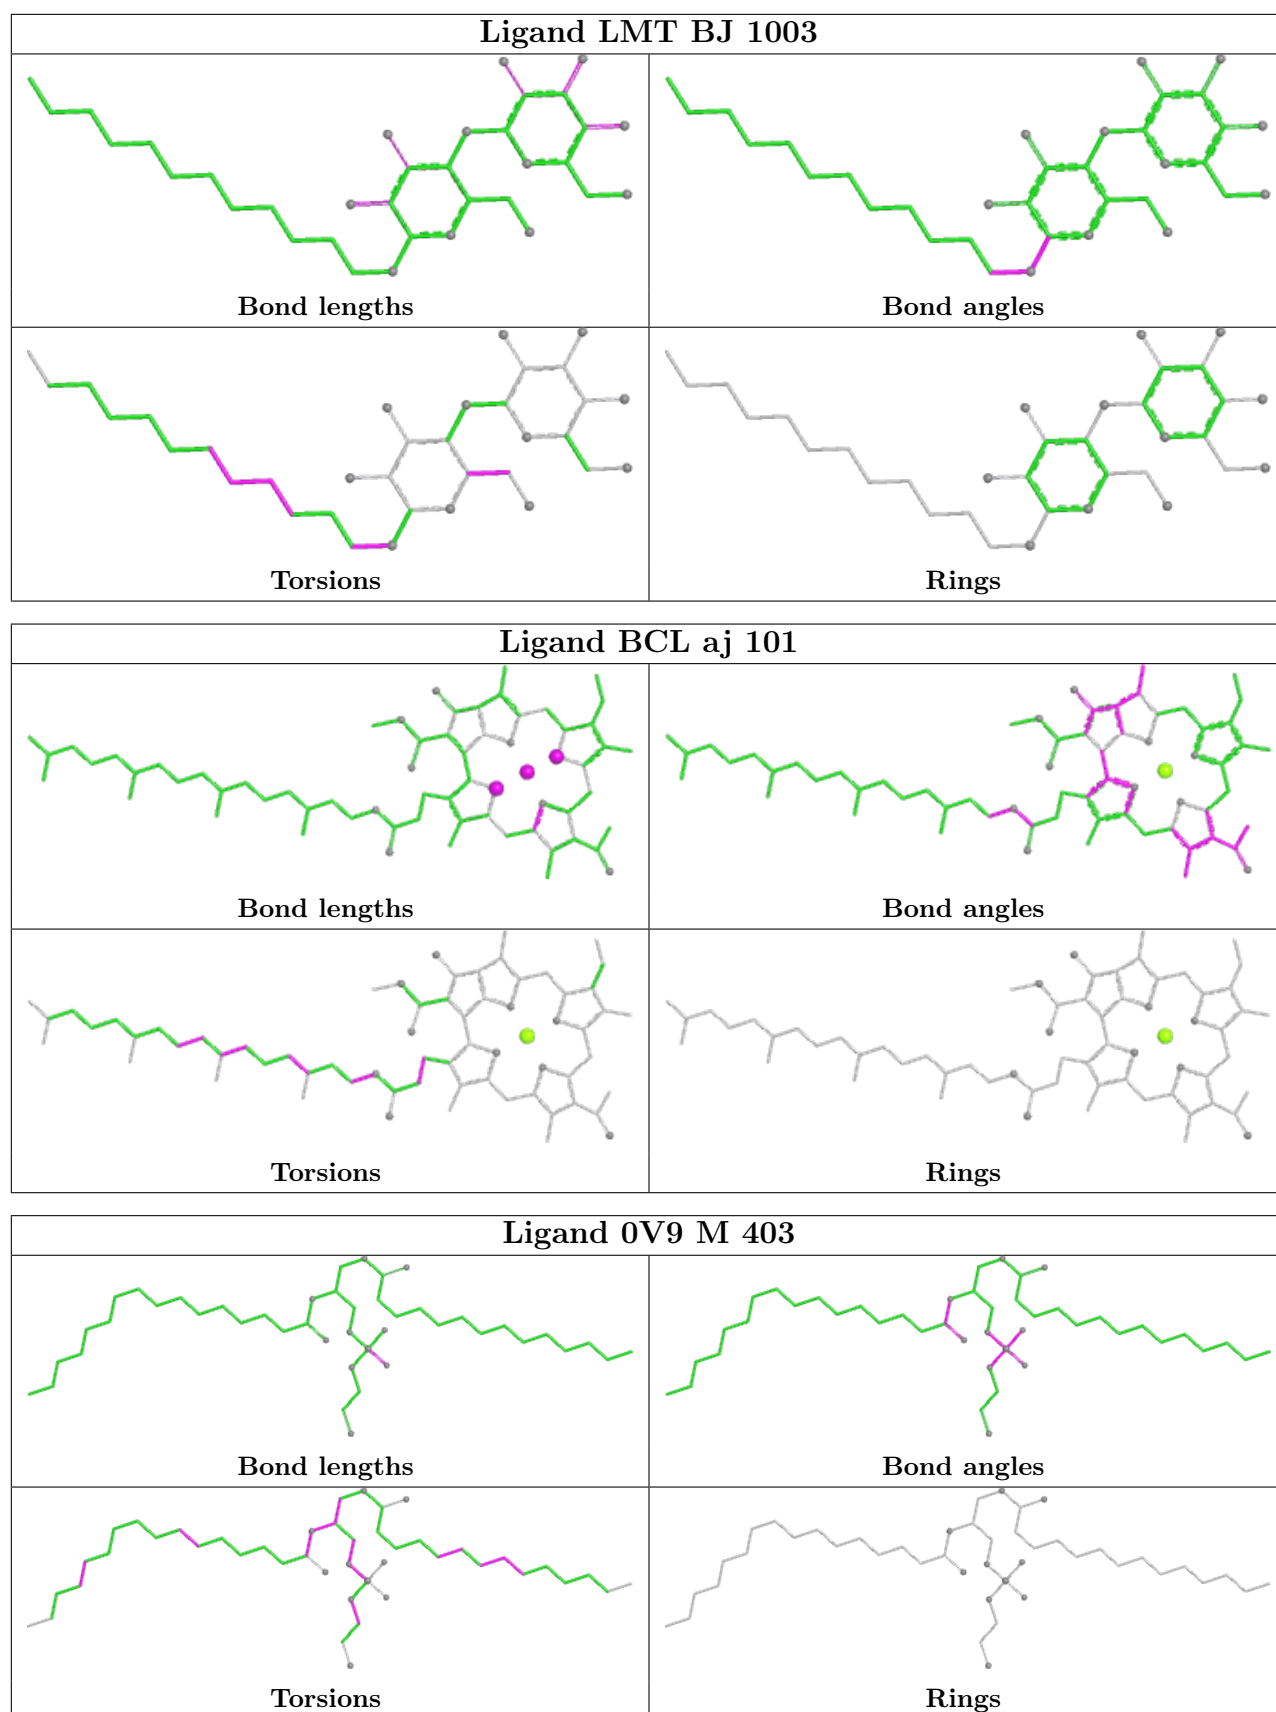 Ligand LMT BJ 1003
Bond lengths
Bond angles
Torsions
Rings
Ligand BCL aj 101
Bond lengths
Bond angles
Torsions
Rings
Ligand 0V9 M 403
Bond lengths
Bond angles
Torsions
Rings